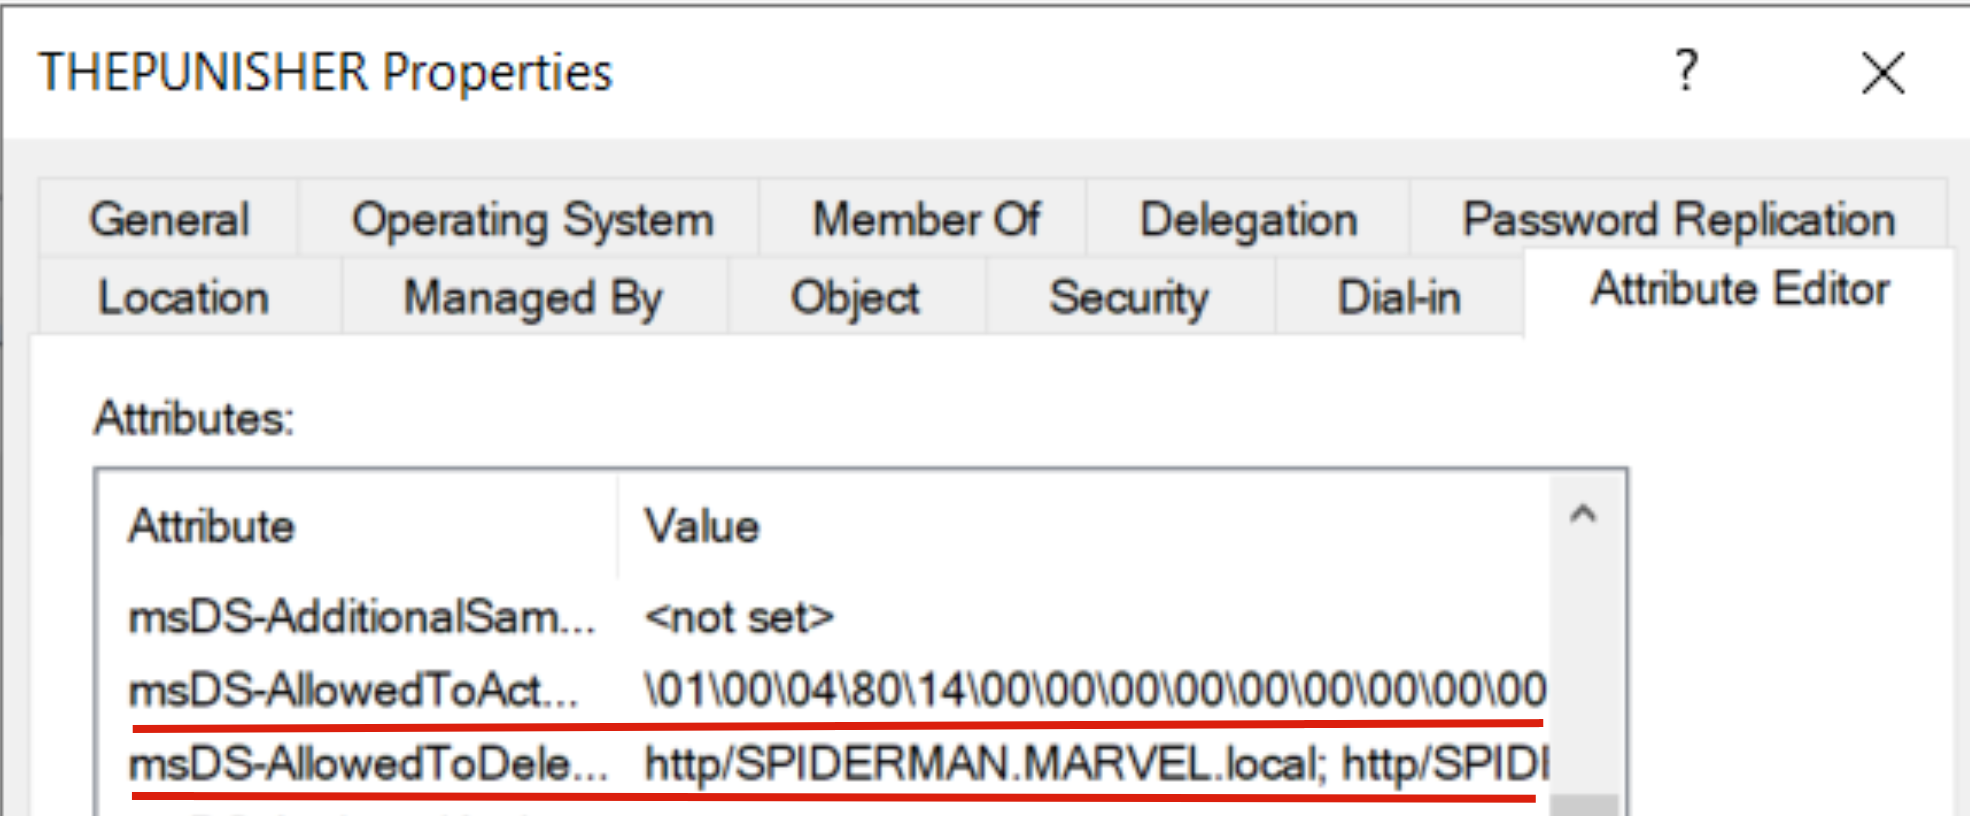 THEPUNISHER Properties ?
General Operating System Member Of Delegation Password Replication
Location Managed By Object Security Dial-in Attribute Editor
Attributes:
Attribute Value
msDS-AdditionalSam... <not set>
msDS-AllowedToAct... \01\00\04\80\14\00\00\00\00\00\00\00\00\00
msDS-AllowedToDele... http/SPIDERMAN.MARVEL.local; http/SPID